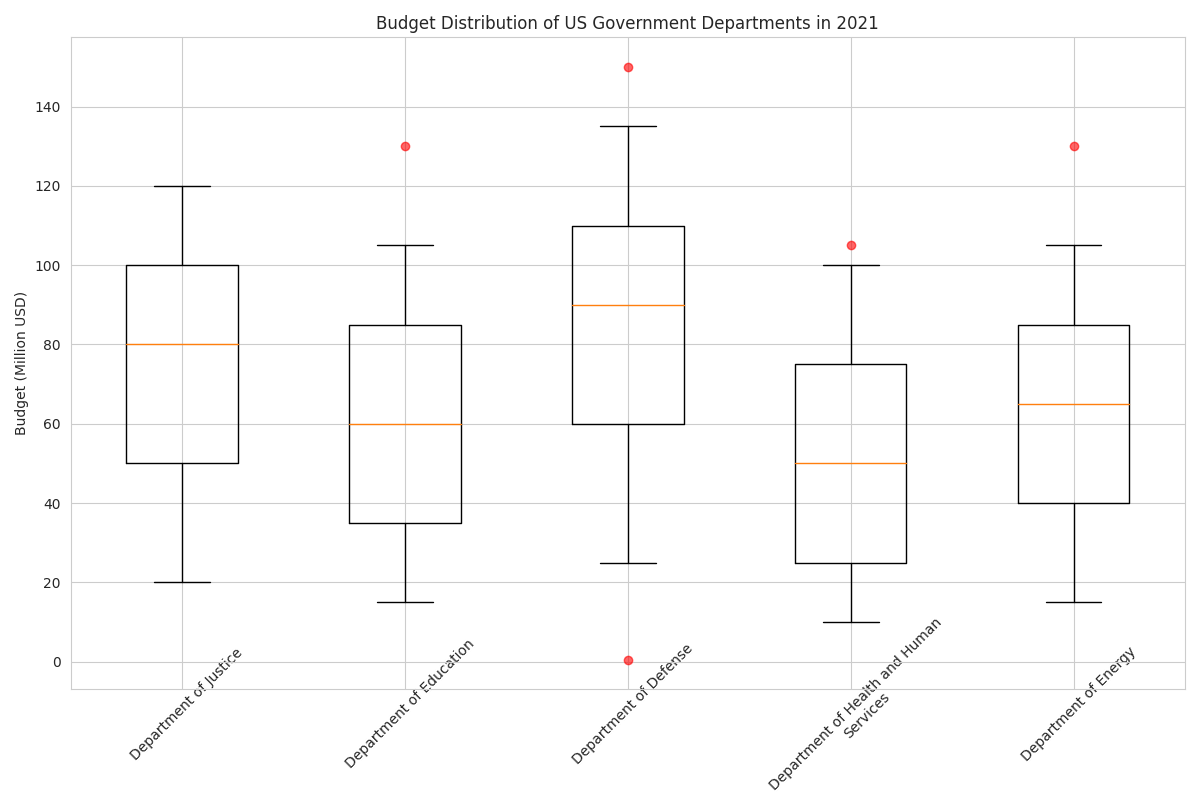 Budget Distribution of US Government Departments in 2021
Budget (Million USD)
140
120
100
80
60
40
20
0
Department of Justice
Department of Education
Department of Defense
Department of Health and Human
Services
Department of Energy